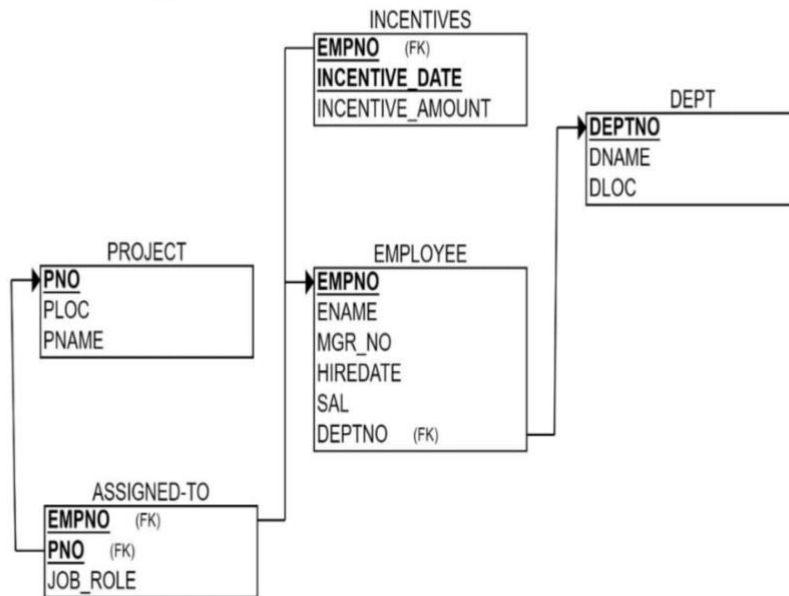 INCENTIVES
EMPNO (FK)
INCENTIVE_DATE
INCENTIVE_AMOUNT
DEPT
DEPTNO
DNAME
DLOC
PROJECT
PNO
PLOC
PNAME
EMPLOYEE
EMPNO
ENAME
MGR_NO
HIREDATE
SAL
DEPTNO (FK)
ASSIGNED-TO
EMPNO (FK)
PNO (FK)
JOB_ROLE